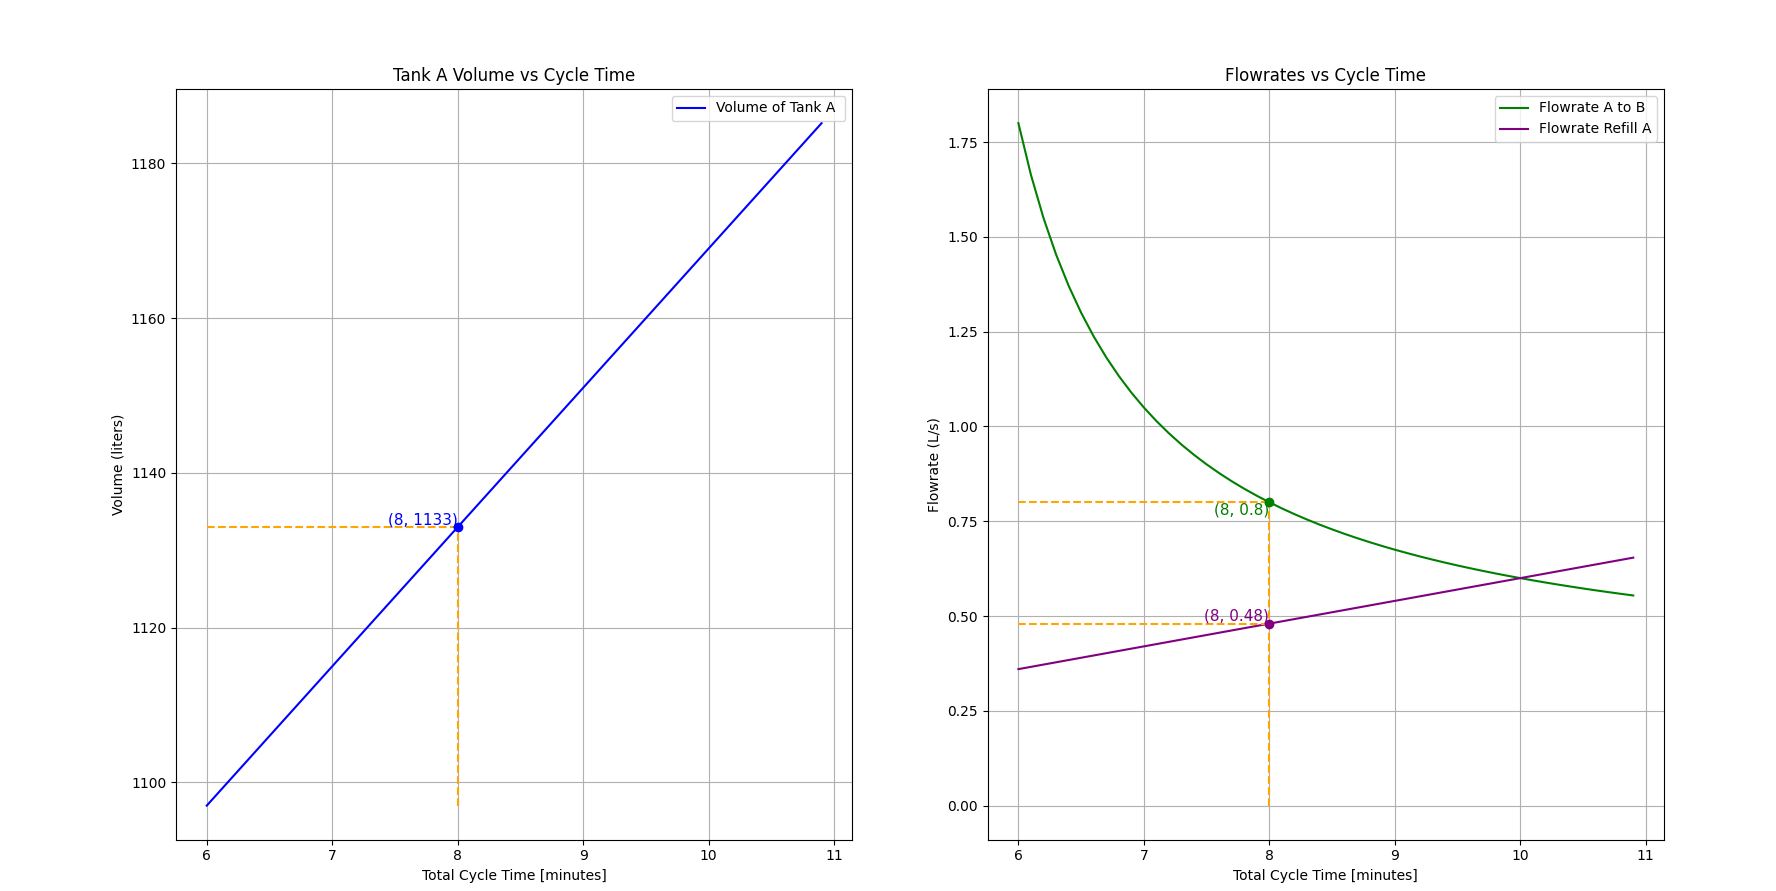 Tank A Volume vs Cycle Time
Volume of Tank A
1180
1160
1140
1120
1100
Volume (liters)
(8, 1133)
6 7 8 9 10 11
Total Cycle Time [minutes]
Flowrates vs Cycle Time
Flowrate A to B
Flowrate Refill A
1.75
1.50
1.25
1.00
0.75
0.50
0.25
0.00
Flowrate (L/s)
(8, 0.8)
(8, 0.48)
6 7 8 9 10 11
Total Cycle Time [minutes]